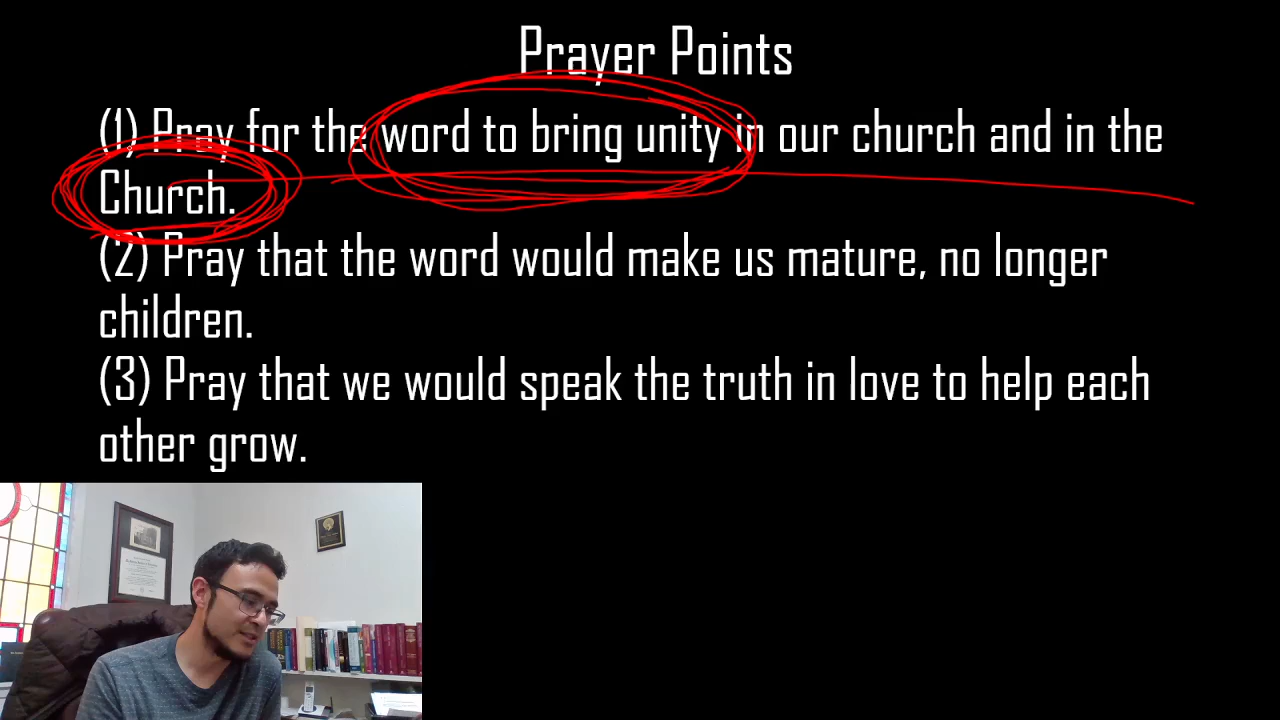 Prayer Points
(1) Pray for the word to bring unity in our church and in the
Church.
(2) Pray that the word would make us mature, no longer
children.
(3) Pray that we would speak the truth in love to help each
other grow.